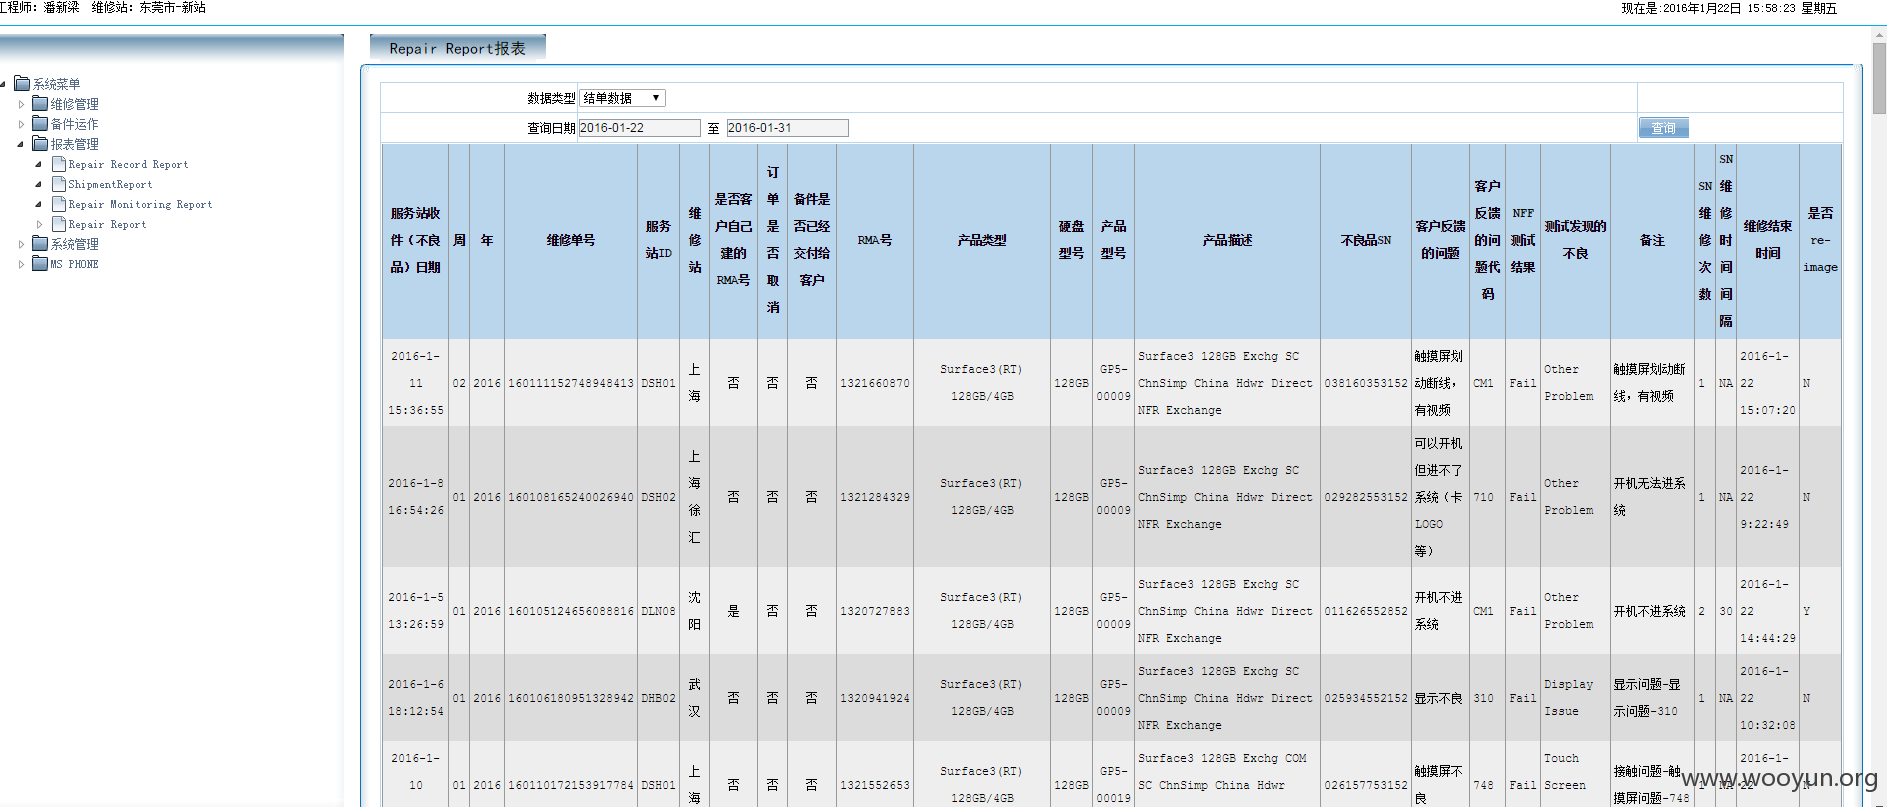 工程师: 潘新梁 维修站: 东莞市-新站
现在是:2016年1月22日 15:58:23 星期五
系统菜单
维修管理
备件运作
报表管理
Repair Record Report
ShipmentReport
Repair Monitoring Report
Repair Report
系统管理
MS PHONE
Repair Report报表
数据类型 结单数据
查询日期 2016-01-22 至 2016-01-31 查询
服务站收件（不良品）日期 周 年 维修单号 服务站ID 维修站 是否客户自己建的RMA号 订单是否取消 备件是否已经交付给客户 RMA号 产品类型 硬盘型号 产品型号 产品描述 不良品SN 客户反馈的问题 客户反馈的问题代码 NFF测试结果 测试发现的不良 备注 SN维修次数 SN维修时间间隔 维修结束时间 是否re-image
2016-1-11 15:36:55 02 2016 160111152748948413 DSH01 上海 否 否 否 1321660870 Surface3(RT) 128GB/4GB 128GB GP5-00009 Surface3 128GB Exchg SC ChnSimp China Hdwr Direct NFR Exchange 038160353152 触摸屏划动断线，有视频 CM1 Fail Other Problem 触摸屏划动断线，有视频 1 NA 2016-1-22 15:07:20 N
2016-1-8 16:54:26 01 2016 160108165240026940 DSH02 上海徐汇 否 否 否 1321284329 Surface3(RT) 128GB/4GB 128GB GP5-00009 Surface3 128GB Exchg SC ChnSimp China Hdwr Direct NFR Exchange 029282553152 可以开机但进不了系统（卡LOGO等） 710 Fail Other Problem 开机无法进系统 1 NA 2016-1-22 9:22:49 N
2016-1-5 13:26:59 01 2016 160105124656088816 DLN08 沈阳 是 否 否 1320727883 Surface3(RT) 128GB/4GB 128GB GP5-00009 Surface3 128GB Exchg SC ChnSimp China Hdwr Direct NFR Exchange 011626552852 开机不进系统 CM1 Fail Other Problem 开机不进系统 2 30 2016-1-22 14:44:29 Y
2016-1-6 18:12:54 01 2016 160106180951328942 DHB02 武汉 否 否 否 1320941924 Surface3(RT) 128GB/4GB 128GB GP5-00009 Surface3 128GB Exchg SC ChnSimp China Hdwr Direct NFR Exchange 025934552152 显示不良 310 Fail Display Issue 显示问题-显示问题-310 1 NA 2016-1-22 10:32:08 N
2016-1-10 01 2016 160110172153917784 DSH01 上海 否 否 否 1321552653 Surface3(RT) 128GB/4GB 128GB GP5-00019 Surface3 128GB Exchg COM SC ChnSimp China Hdwr 026157753152 触摸屏不良 748 Fail Touch Screen 接触问题-触摸屏问题-748 1 NA 2016-1-22 N
www.wooyun.org